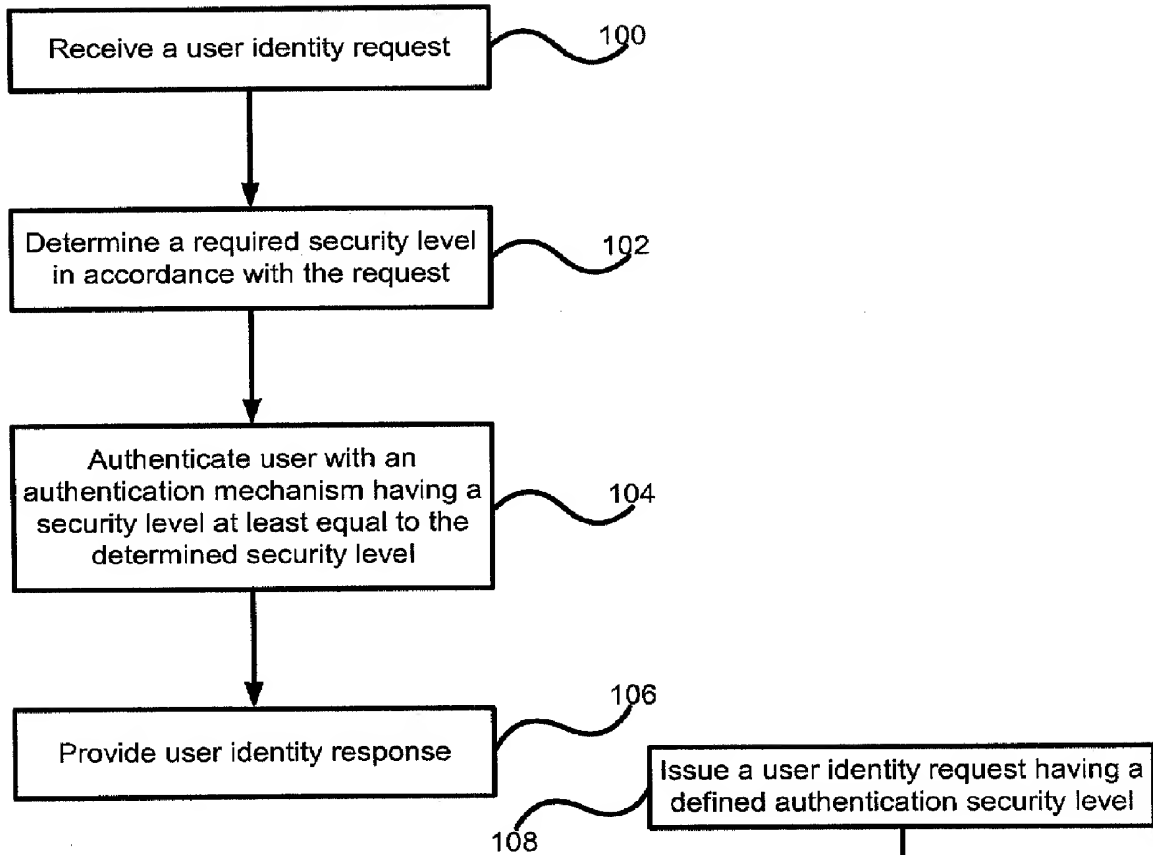 Receive a user identity request
100
Determine a required security level
in accordance with the request
102
Authenticate user with an
authentication mechanism having a
security level at least equal to the
determined security level
104
Provide user identity response
106
Issue a user identity request having a
defined authentication security level
108